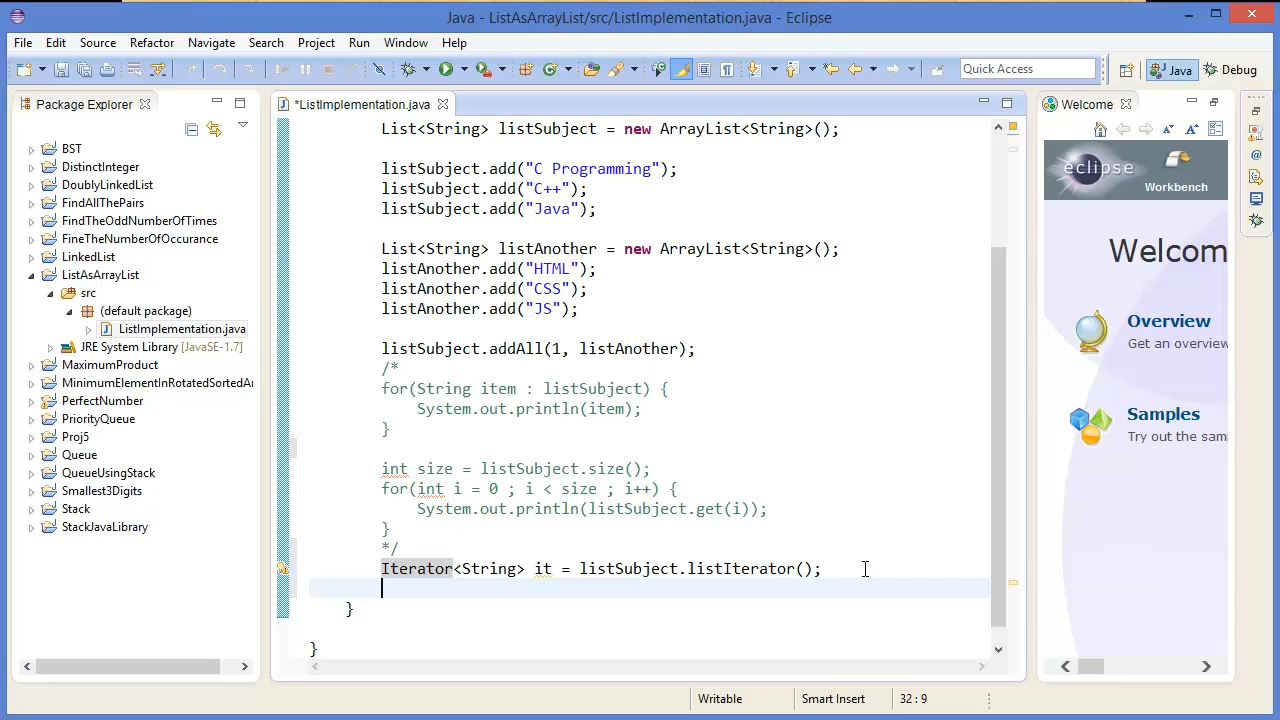 Java - ListAsArrayList/src/ListImplementation.java - Eclipse
File Edit Source Refactor Navigate Search Project Run Window Help
Quick Access Java Debug
Package Explorer
BST
DistinctInteger
DoublyLinkedList
FindAllThePairs
FindTheOddNumberOfTimes
FineTheNumberOfOccurance
LinkedList
ListAsArrayList
src
(default package)
ListImplementation.java
JRE System Library [JavaSE-1.7]
MaximumProduct
MinimumElementInRotatedSortedAr
PerfectNumber
PriorityQueue
Proj5
Queue
QueueUsingStack
Smallest3Digits
Stack
StackJavaLibrary
*ListImplementation.java
List<String> listSubject = new ArrayList<String>();
listSubject.add("C Programming");
listSubject.add("C++");
listSubject.add("Java");
List<String> listAnother = new ArrayList<String>();
listAnother.add("HTML");
listAnother.add("CSS");
listAnother.add("JS");
listSubject.addAll(1, listAnother);
/*
for(String item : listSubject) {
System.out.println(item);
}
int size = listSubject.size();
for(int i = 0 ; i < size ; i++) {
System.out.println(listSubject.get(i));
}
*/
Iterator<String> it = listSubject.listIterator();
}
}
Welcome
eclipse
Workbench
Welcom
Overview
Get an overview
Samples
Try out the sam
Writable Smart Insert 32 : 9